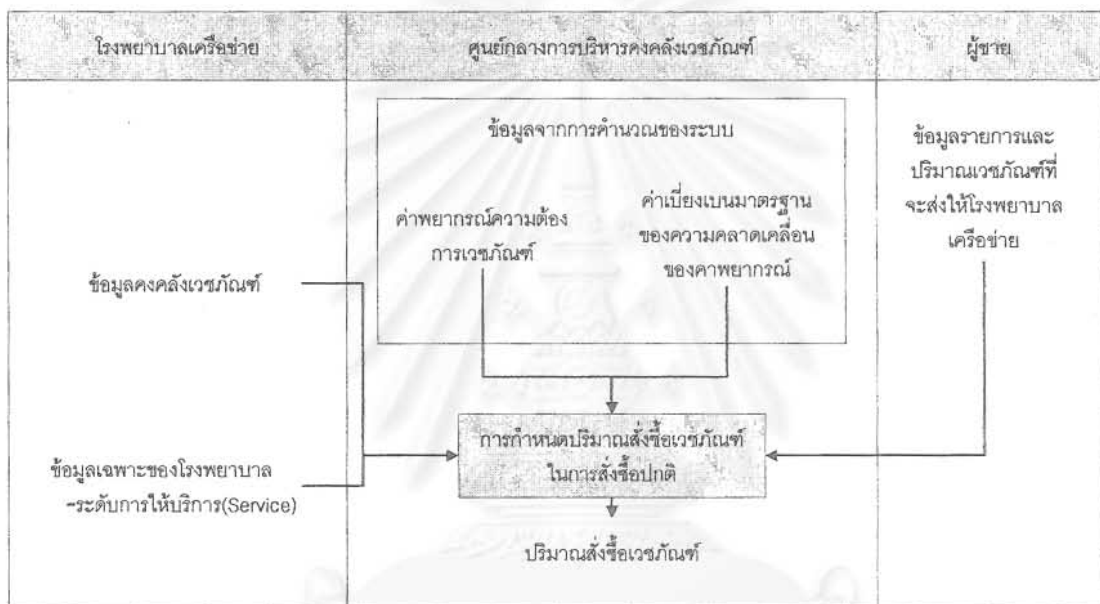 โรงพยาบาลเครือข่าย
ศูนย์กลางการบริหารคงคลังเวชภัณฑ์
ผู้ขาย
ข้อมูลจากการคำนวณของระบบ
ค่าพยากรณ์ความต้อง
การเวชภัณฑ์
ค่าเบี่ยงเบนมาตรฐาน
ของความคลาดเคลื่อน
ของคาพยากรณ์
ข้อมูลรายการและ
ปริมาณเวชภัณฑ์ที่
จะส่งให้โรงพยาบาล
เครือข่าย
ข้อมูลคงคลังเวชภัณฑ์
ข้อมูลเฉพาะของโรงพยาบาล
-ระดับการให้บริการ(Service)
การกำหนดปริมาณสั่งซื้อเวชภัณฑ์
ในการสั่งซื้อปกติ
ปริมาณสั่งซื้อเวชภัณฑ์